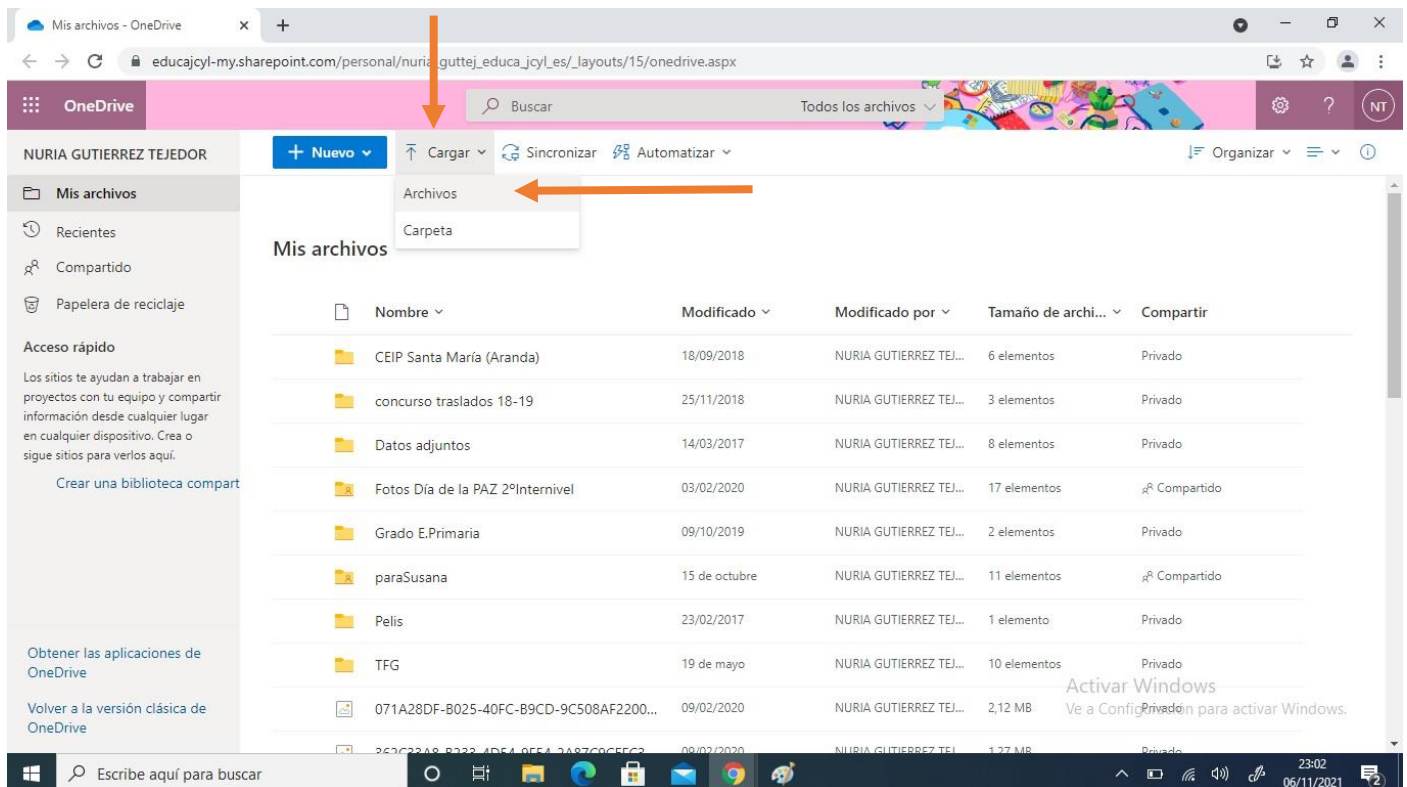 Mis archivos - OneDrive
educajcyl-my.sharepoint.com/personal/nuria_guttej_educa_jcyl_es/_layouts/15/onedrive.aspx
OneDrive
Buscar
Todos los archivos
?
NT
NURIA GUTIERREZ TEJEDOR
+ Nuevo
Cargar
Sincronizar
Automatizar
Organizar
Mis archivos
Recientes
Compartido
Papelera de reciclaje
Acceso rápido
Los sitios te ayudan a trabajar en
proyectos con tu equipo y compartir
información desde cualquier lugar
en cualquier dispositivo. Crea o
sigue sitios para verlos aquí.
Crear una biblioteca compart
Obtener las aplicaciones de
OneDrive
Volver a la versión clásica de
OneDrive
Archivos
Carpeta
Mis archivos
Nombre Modificado Modificado por Tamaño de archi... Compartir
CEIP Santa María (Aranda) 18/09/2018 NURIA GUTIERREZ TEJ... 6 elementos Privado
concurso traslados 18-19 25/11/2018 NURIA GUTIERREZ TEJ... 3 elementos Privado
Datos adjuntos 14/03/2017 NURIA GUTIERREZ TEJ... 8 elementos Privado
Fotos Día de la PAZ 2ºInternivel 03/02/2020 NURIA GUTIERREZ TEJ... 17 elementos Compartido
Grado E.Primaria 09/10/2019 NURIA GUTIERREZ TEJ... 2 elementos Privado
paraSusana 15 de octubre NURIA GUTIERREZ TEJ... 11 elementos Compartido
Pelis 23/02/2017 NURIA GUTIERREZ TEJ... 1 elemento Privado
TFG 19 de mayo NURIA GUTIERREZ TEJ... 10 elementos Privado
071A28DF-B025-40FC-B9CD-9C508AF2200... 09/02/2020 NURIA GUTIERREZ TEJ... 2,12 MB Privado
09/02/2020 NURIA GUTIERREZ TEJ 1,27 MB Privado
Activar Windows
Ve a Configuración para activar Windows.
Escribe aquí para buscar
23:02
06/11/2021
2